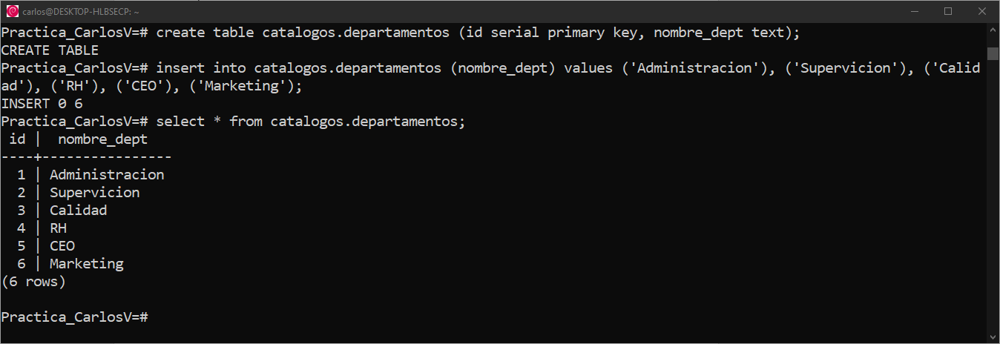 carlos@DESKTOP-HLBSECP: ~
Practica_CarlosV=# create table catalogos.departamentos (id serial primary key, nombre_dept text);
CREATE TABLE
Practica_CarlosV=# insert into catalogos.departamentos (nombre_dept) values ('Administracion'), ('Supervicion'), ('Calid
ad'), ('RH'), ('CEO'), ('Marketing');
INSERT 0 6
Practica_CarlosV=# select * from catalogos.departamentos;
 id |  nombre_dept
----+----------------
  1 | Administracion
  2 | Supervicion
  3 | Calidad
  4 | RH
  5 | CEO
  6 | Marketing
(6 rows)
Practica_CarlosV=#